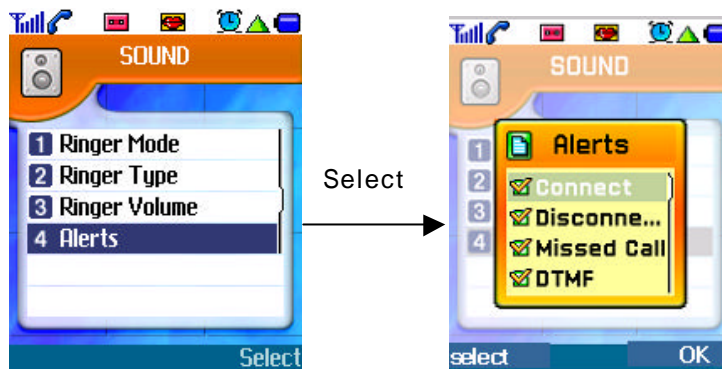 SOUND
1 Ringer Mode
2 Ringer Type
3 Ringer Volume
4 Alerts
Select
Select
SOUND
1
2
3
4
Alerts
Connect
Disconne...
Missed Call
DTMF
select OK